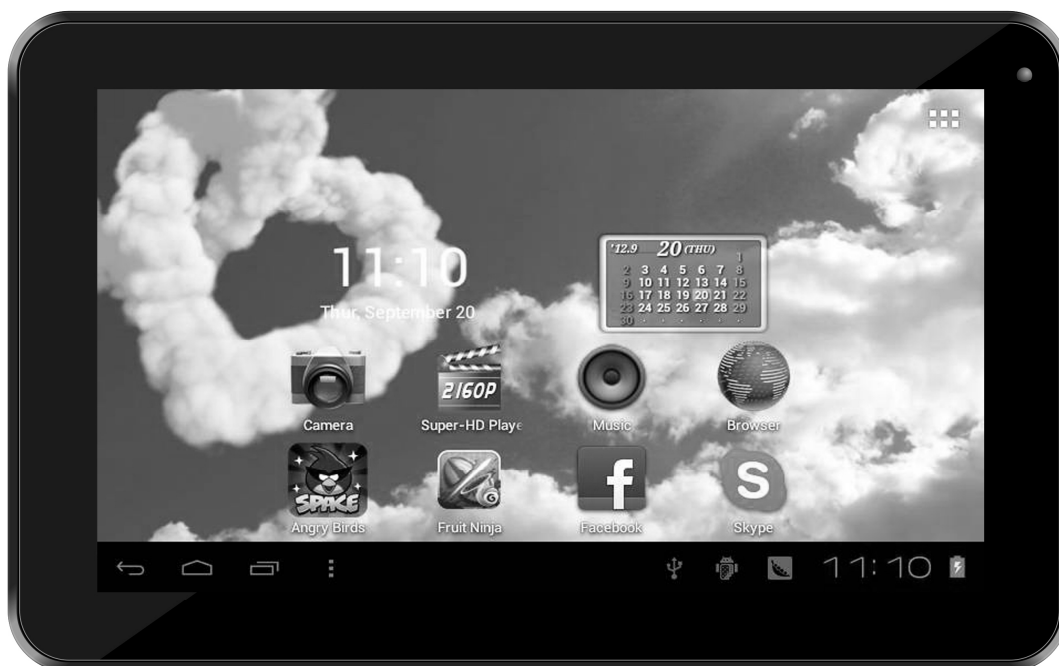 11:10
Thur, September 20
'12.9 20 (THU)
1
2 3 4 5 6 7 8
9 10 11 12 13 14 15
16 17 18 19 20 21 22
23 24 25 26 27 28 29
30
2160P
Camera
Super-HD Playe
Music
Browser
SPACE
f
S
Angry Birds
Fruit Ninja
Facebook
Skype
11:10